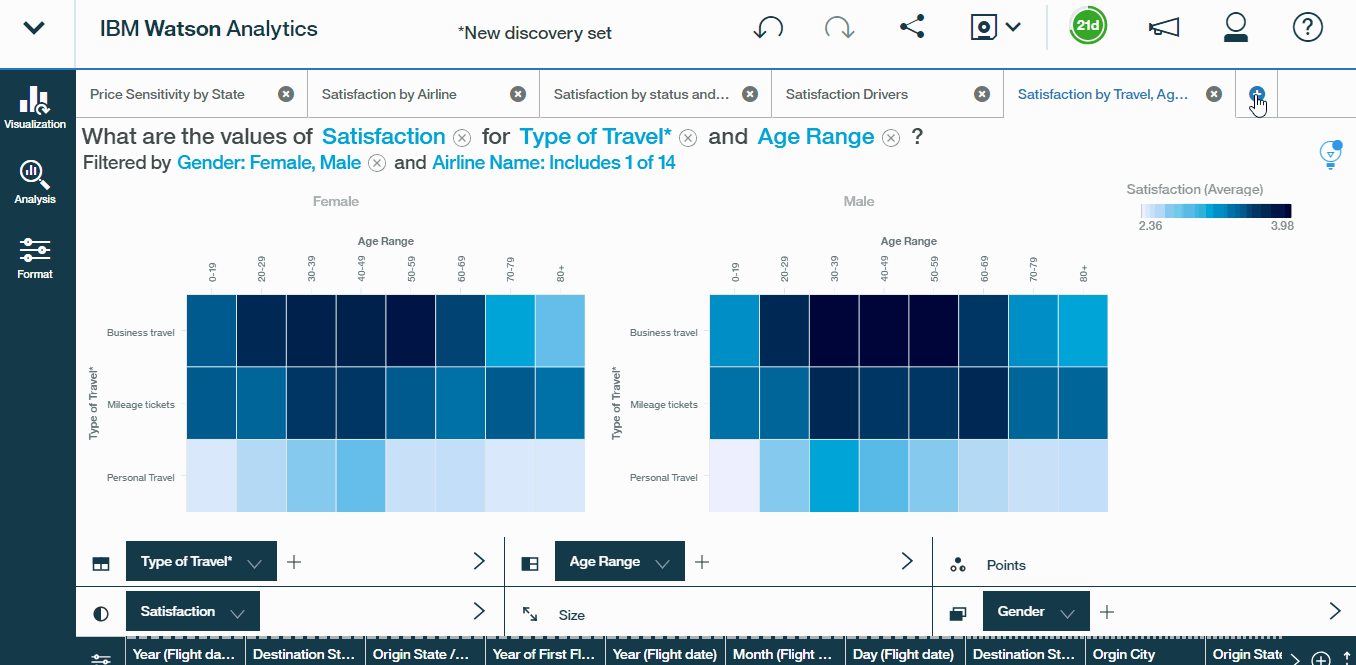 IBM Watson Analytics
*New discovery set
21d
?
Visualization
Analysis
Format
Price Sensitivity by State
Satisfaction by Airline
Satisfaction by status and...
Satisfaction Drivers
Satisfaction by Travel, Ag...
What are the values of Satisfaction for Type of Travel* and Age Range ?
Filtered by Gender: Female, Male and Airline Name: Includes 1 of 14
Satisfaction (Average)
2.36 3.98
Female
Age Range
0-19 20-29 30-39 40-49 50-59 60-69 70-79 80+
Type of Travel*
Business travel
Mileage tickets
Personal Travel
Male
Age Range
0-19 20-29 30-39 40-49 50-59 60-69 70-79 80+
Type of Travel*
Business travel
Mileage tickets
Personal Travel
Type of Travel*
Age Range
Points
Satisfaction
Size
Gender
Year (Flight da... Destination St... Origin State /... Year of First Fl... Year (Flight date) Month (Flight ... Day (Flight date) Destination St... Orgin City Origin State